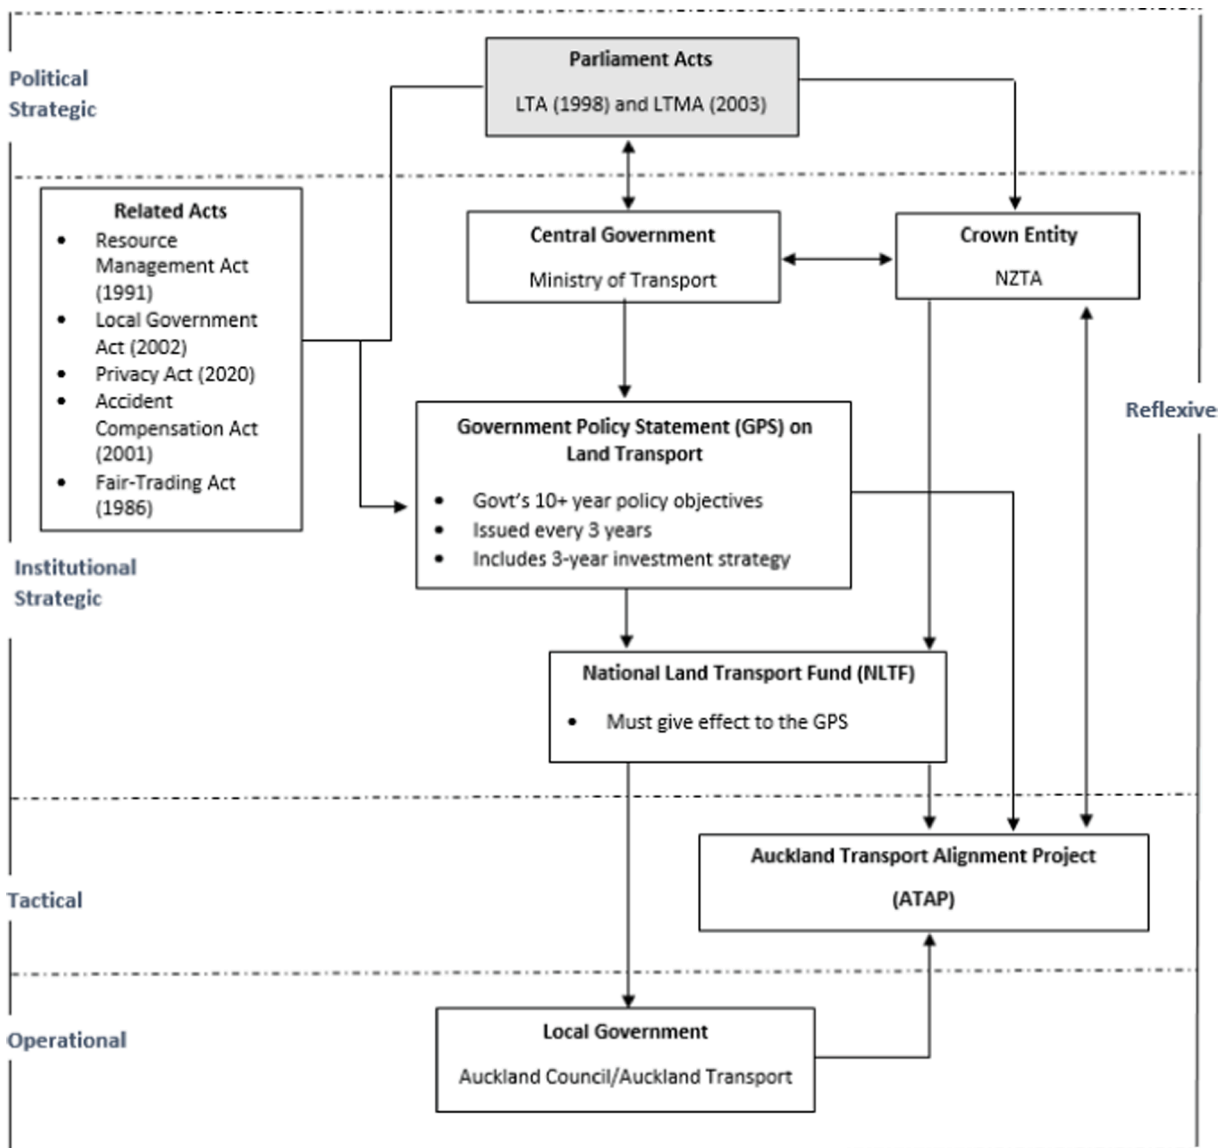 Political
Strategic
Parliament Acts
LTA (1998) and LTMA (2003)
Related Acts
• Resource
Management Act
(1991)
• Local Government
Act (2002)
• Privacy Act (2020)
• Accident
Compensation Act
(2001)
• Fair-Trading Act
(1986)
Central Government
Ministry of Transport
Crown Entity
NZTA
Reflexive
Government Policy Statement (GPS) on
Land Transport
• Govt's 10+ year policy objectives
• Issued every 3 years
• Includes 3-year investment strategy
Institutional
Strategic
National Land Transport Fund (NLTF)
• Must give effect to the GPS
Tactical
Auckland Transport Alignment Project
(ATAP)
Operational
Local Government
Auckland Council/Auckland Transport